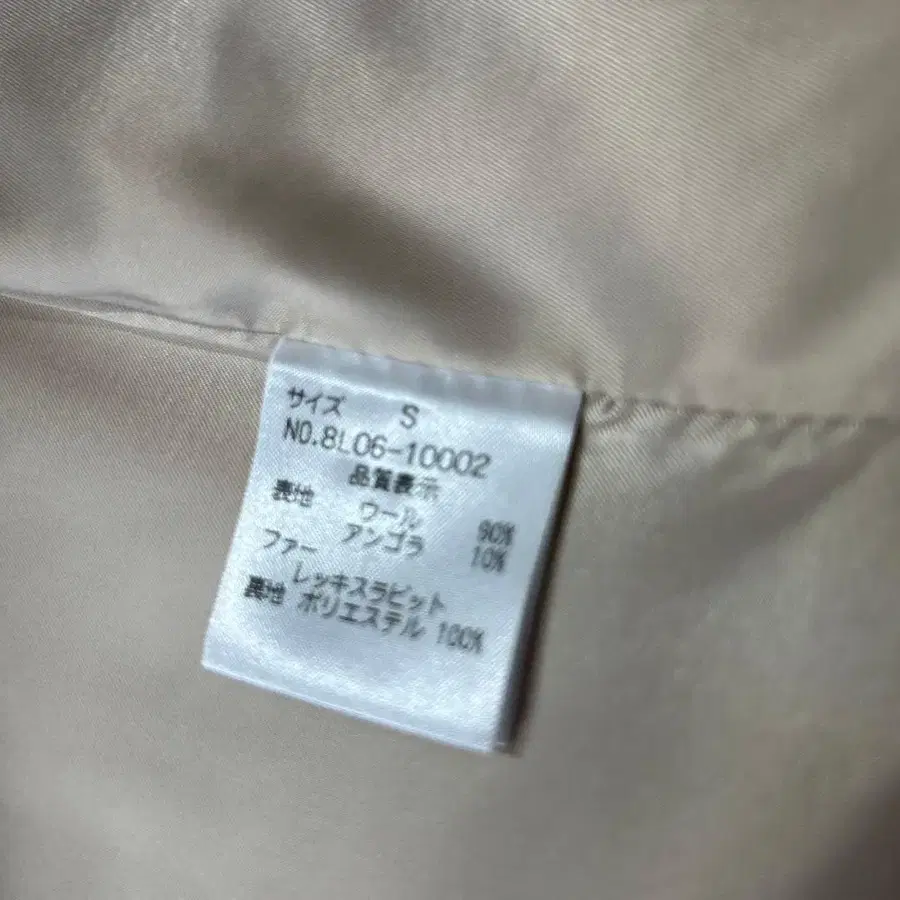 サイズ S
NO.8L06-10002
品質表示
表地 ウール 90%
アンゴラ 10%
ファー
レッキスラビット
裏地 ポリエステル 100%